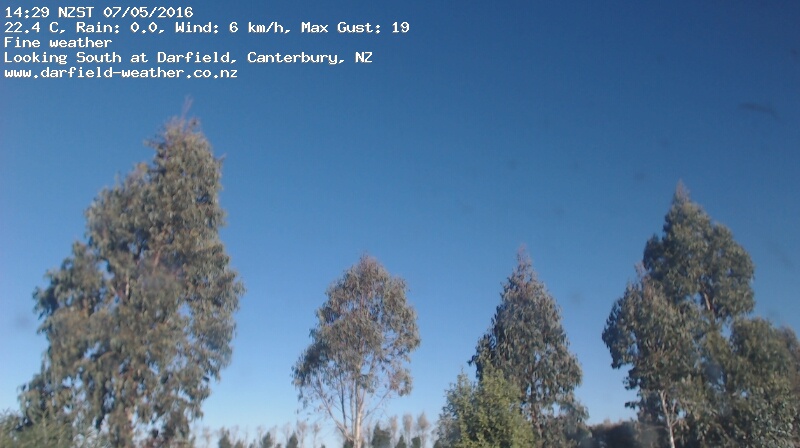 14:29 NZST 07/05/2016
22.4 C, Rain: 0.0, Wind: 6 km/h, Max Gust: 19
Fine weather
Looking South at Darfield, Canterbury, NZ
www.darfield-weather.co.nz